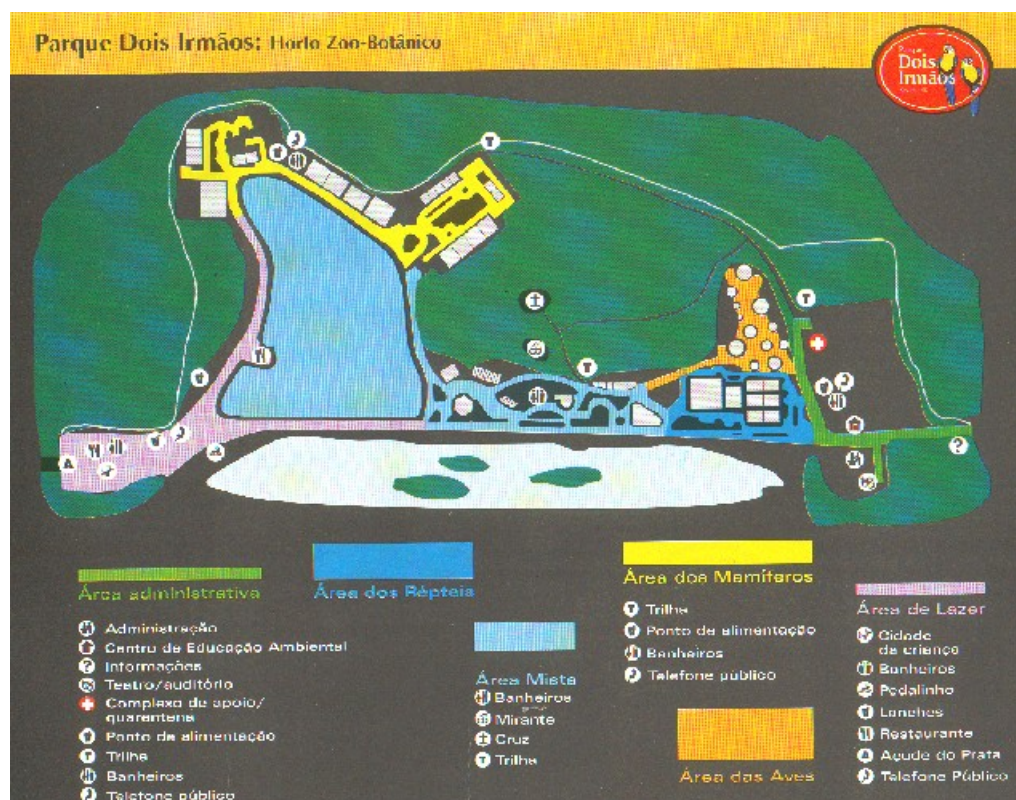 Parque Dois Irmãos: Horto Zoo-Botânico
Parque
Dois
Irmãos
Área administrativa
Administração
Centro de Educação Ambiental
Informações
Teatro/auditório
Complexo de apoio/
quarentena
Ponto de alimentação
Trilha
Banheiros
Telefone público
Área dos Répteis
Área Mista
Banheiros
Mirante
Cruz
Trilha
Área dos Mamíferos
Trilha
Ponto de alimentação
Banheiros
Telefone público
Área das Aves
Área de Lazer
Cidade
da criança
Banheiros
Pedalinho
Lanches
Restaurante
Açude do Prata
Telefone Público